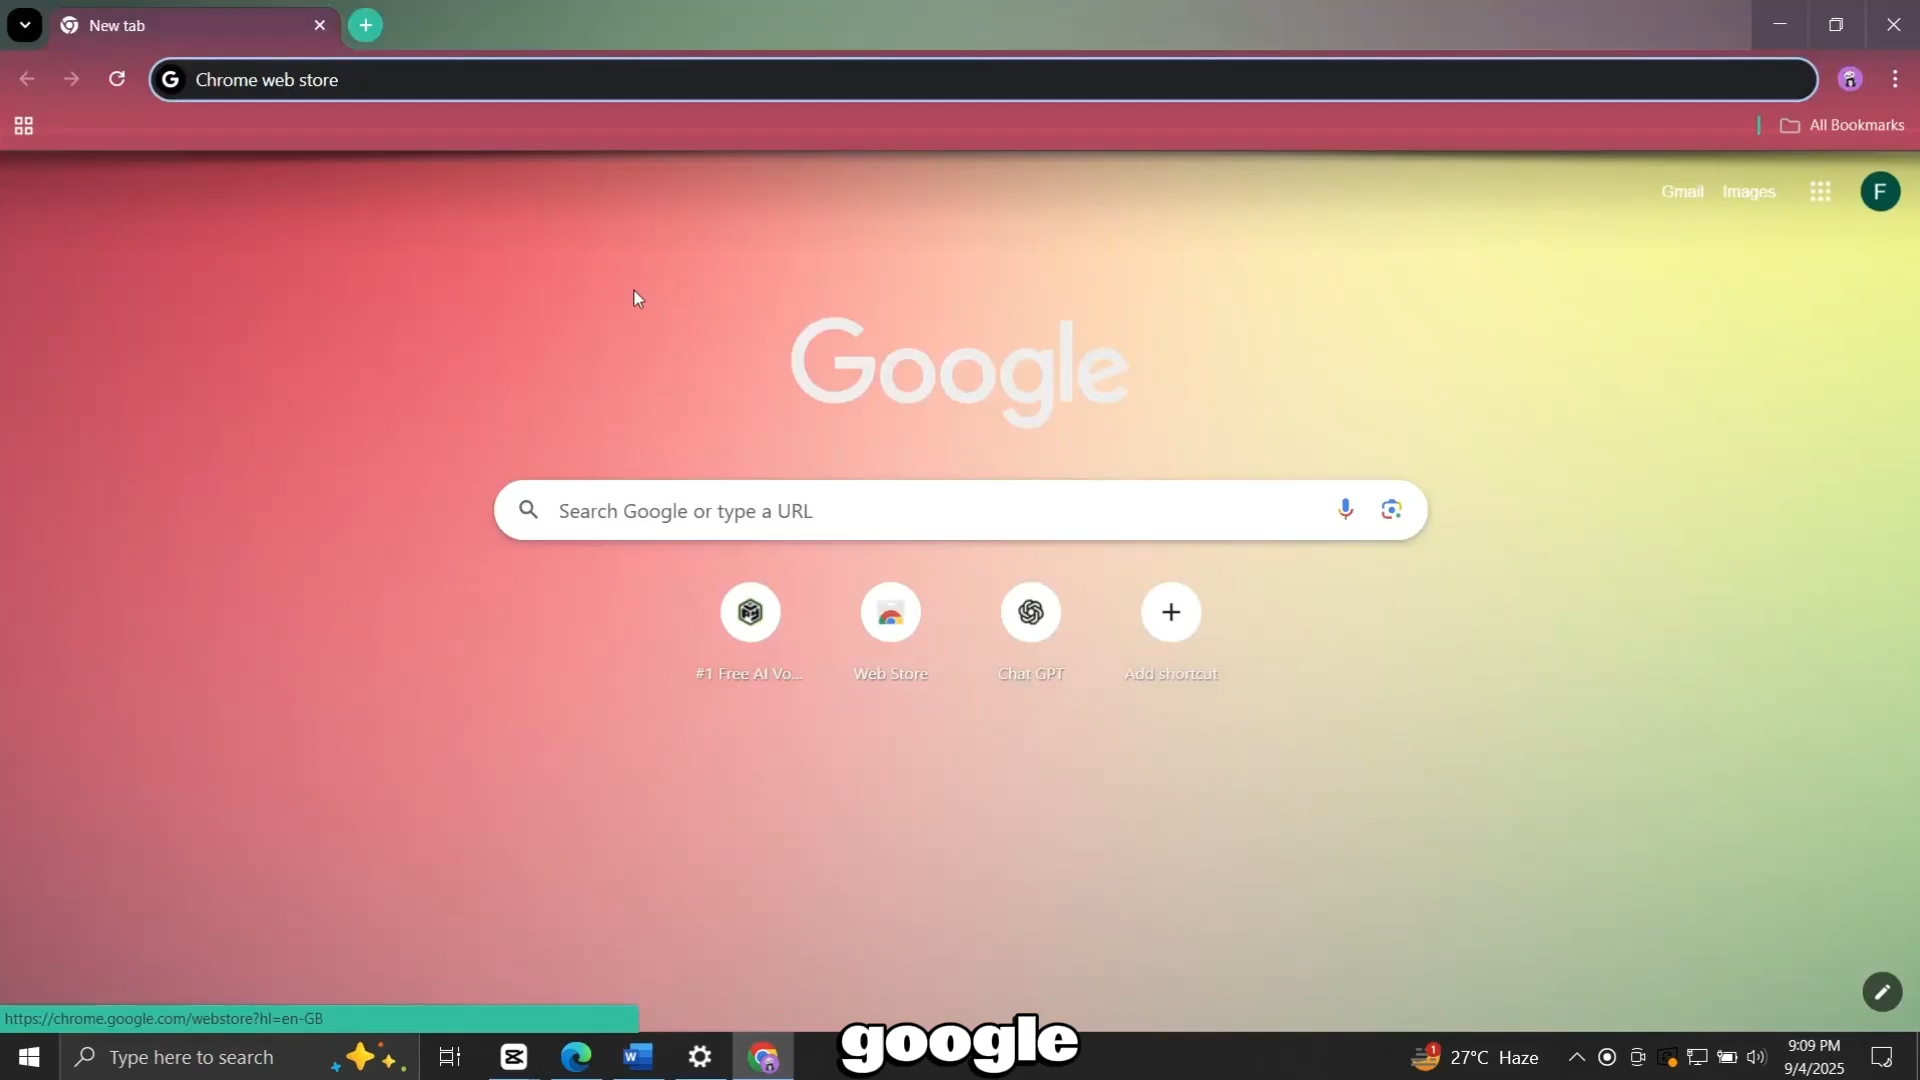 New tab
Chrome web store
All Bookmarks
Gmail Images
F
Google
Search Google or type a URL
#1 Free AI Vo... Web Store Chat GPT Add shortcut
https://chrome.google.com/webstore?hl=en-GB
google
Type here to search
1
27°C Haze
9:09 PM
9/4/2025